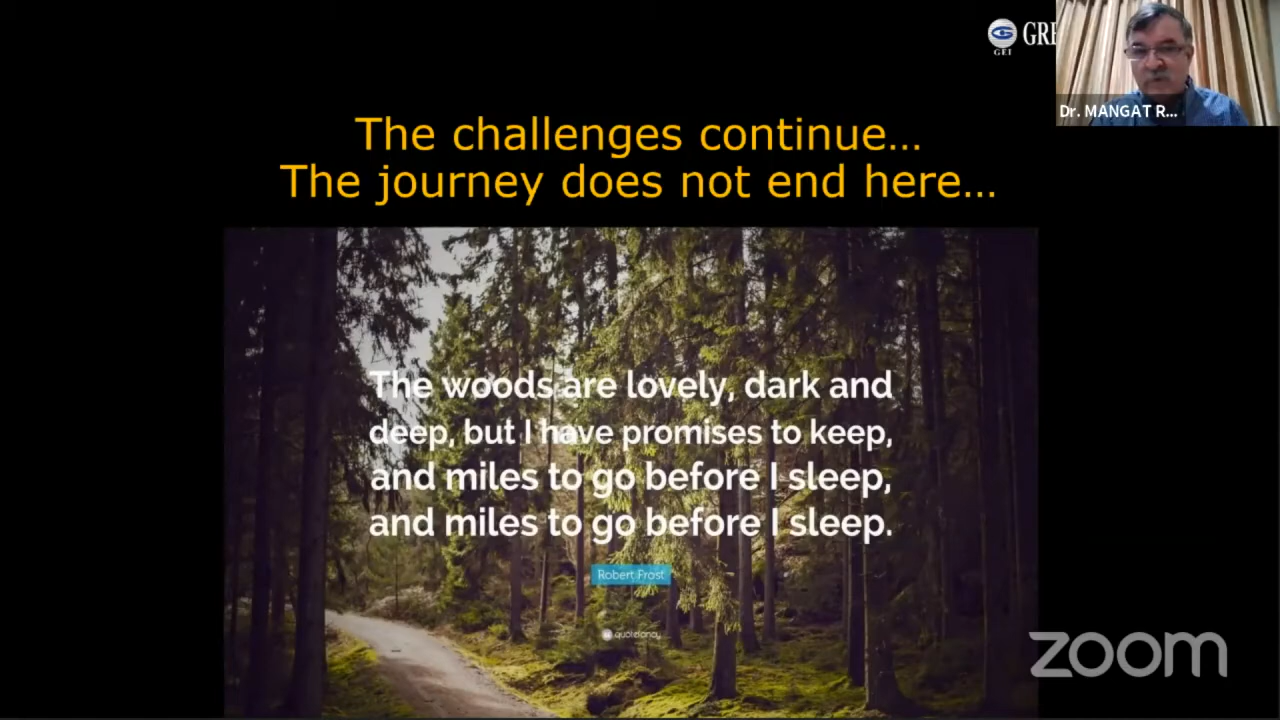 GEI
Dr. MANGAT R...
The challenges continue...
The journey does not end here...
The woods are lovely, dark and
deep, but I have promises to keep,
and miles to go before I sleep,
and miles to go before I sleep.
Robert Frost
quotefancy
zoom